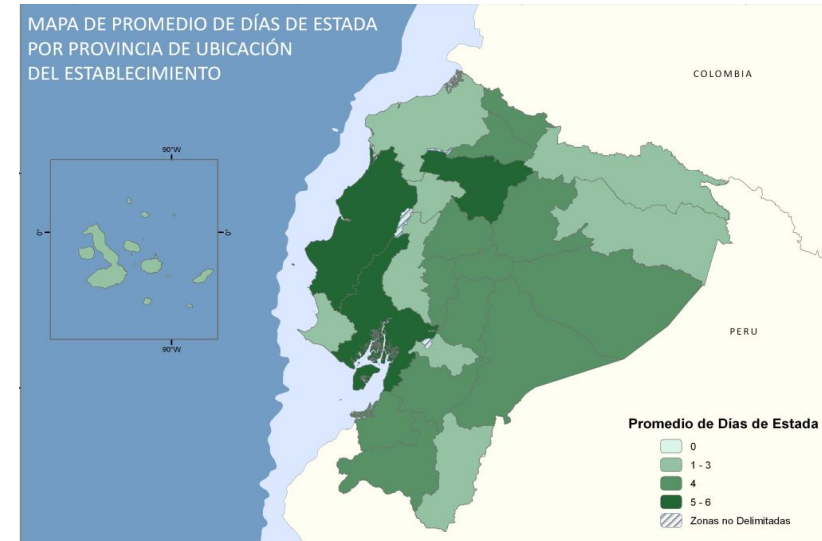 MAPA DE PROMEDIO DE DÍAS DE ESTADA
POR PROVINCIA DE UBICACIÓN
DEL ESTABLECIMIENTO
COLOMBIA
90°W
0°
0°
90°W
PERU
Promedio de Días de Estada
0
1 - 3
4
5 - 6
Zonas no Delimitadas